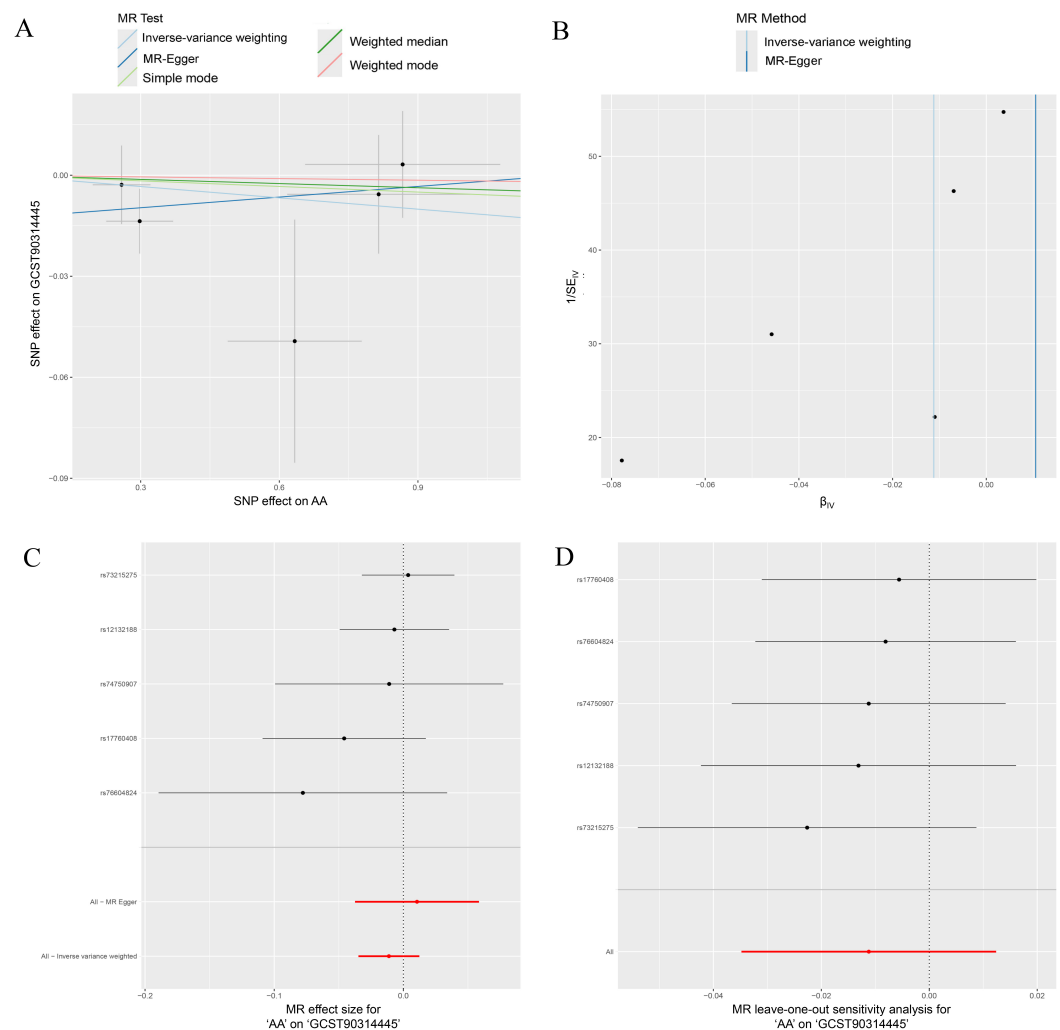 A
MR Test
Inverse-variance weighting
MR-Egger
Simple mode
Weighted median
Weighted mode
SNP effect on GCST90314445
0.00
−0.03
−0.06
−0.09
0.3
0.6
0.9
SNP effect on AA
B
MR Method
Inverse-variance weighting
MR-Egger
1/SE_IV
50
40
30
20
−0.08
−0.06
−0.04
−0.02
0.00
β_IV
C
rs73215275
rs12132188
rs74750907
rs17760408
rs76604824
All − MR Egger
All − Inverse variance weighted
−0.2
−0.1
0.0
MR effect size for
‘AA’ on ‘GCST90314445’
D
rs17760408
rs76604824
rs74750907
rs12132188
rs73215275
All
−0.04
−0.02
0.00
0.02
MR leave-one-out sensitivity analysis for
‘AA’ on ‘GCST90314445’